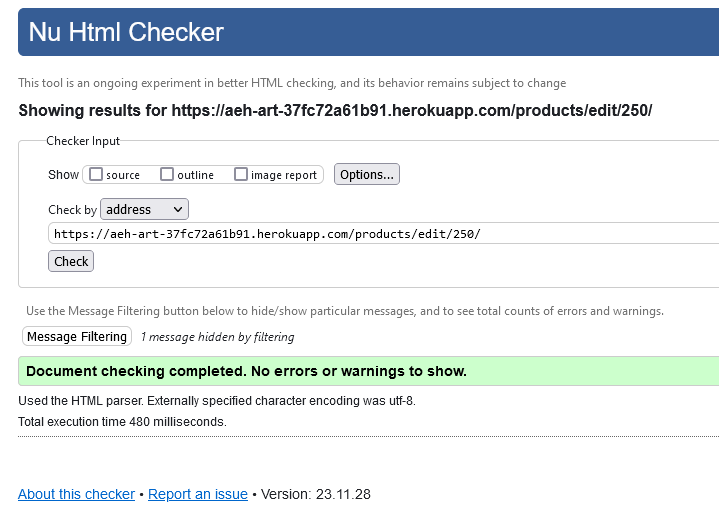 Nu Html Checker
This tool is an ongoing experiment in better HTML checking, and its behavior remains subject to change
Showing results for https://aeh-art-37fc72a61b91.herokuapp.com/products/edit/250/
Checker Input
Show source outline image report Options...
Check by address
https://aeh-art-37fc72a61b91.herokuapp.com/products/edit/250/
Check
Use the Message Filtering button below to hide/show particular messages, and to see total counts of errors and warnings.
Message Filtering 1 message hidden by filtering
Document checking completed. No errors or warnings to show.
Used the HTML parser. Externally specified character encoding was utf-8.
Total execution time 480 milliseconds.
About this checker • Report an issue • Version: 23.11.28